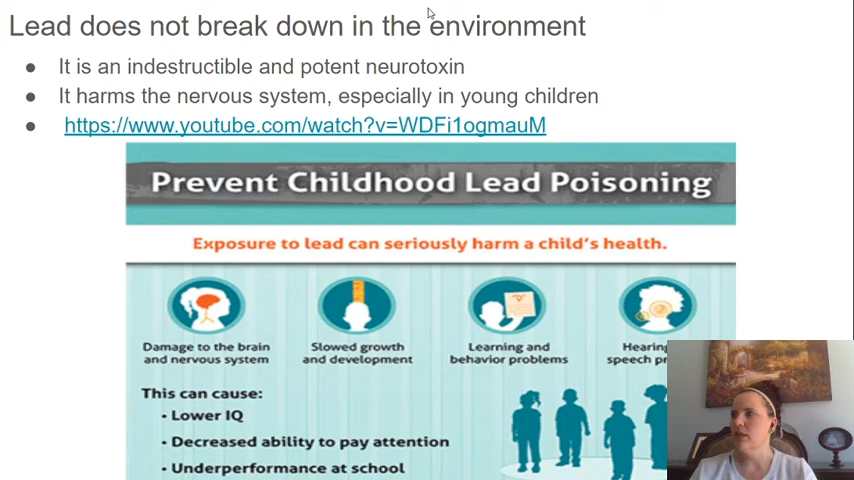 Lead does not break down in the environment
● It is an indestructible and potent neurotoxin
● It harms the nervous system, especially in young children
● https://www.youtube.com/watch?v=WDFi1ogmauM
Prevent Childhood Lead Poisoning
Exposure to lead can seriously harm a child's health.
Damage to the brain and nervous system
Slowed growth and development
Learning and behavior problems
speech
This can cause:
• Lower IQ
• Decreased ability to pay attention
• Underperformance at school